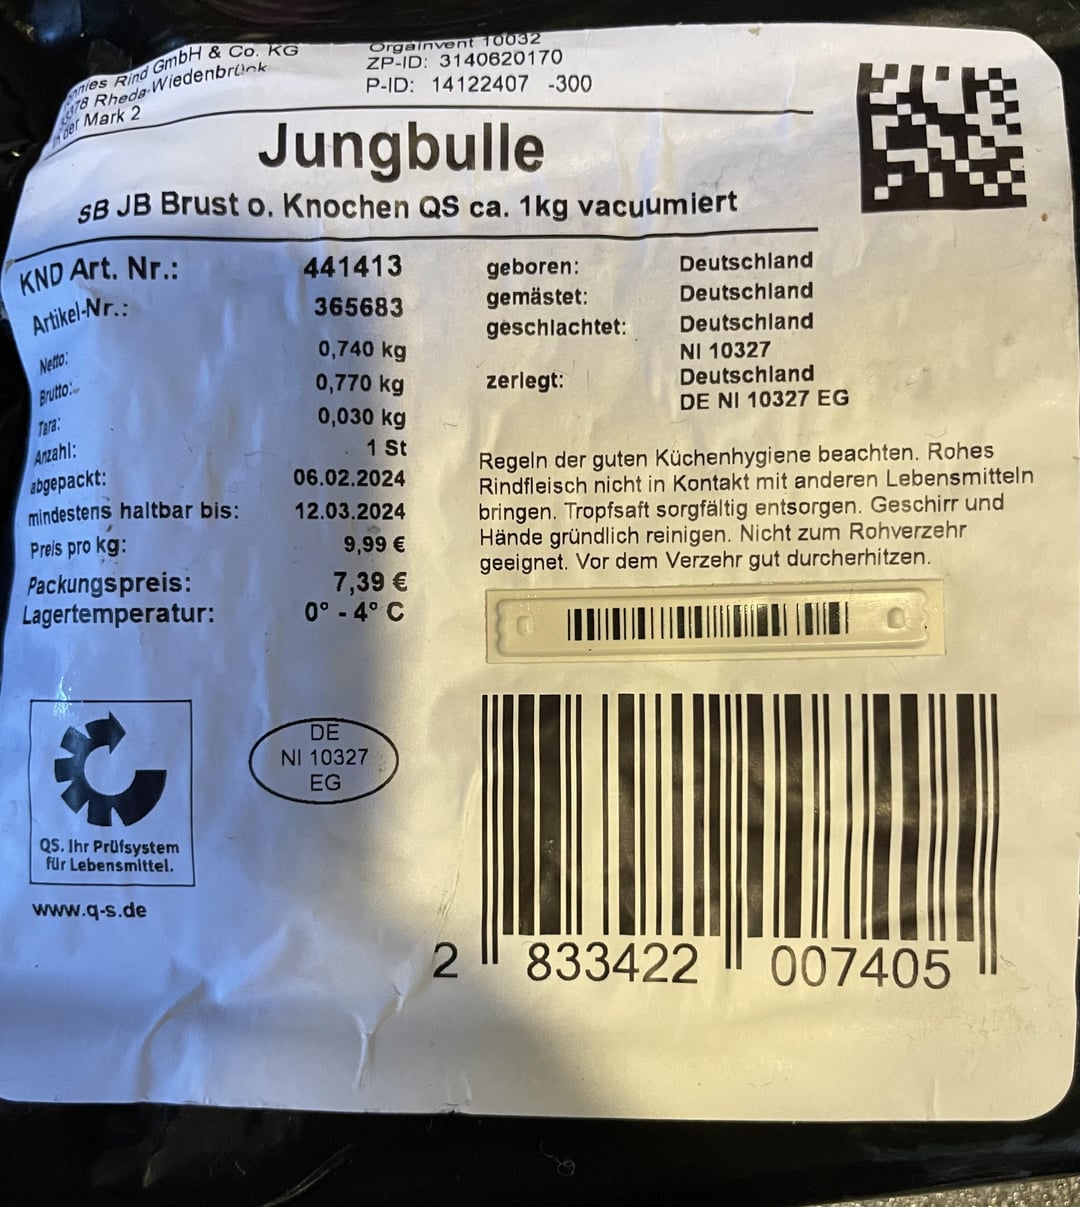 Rind GmbH & Co. KG
Rheda-Wiedenbrück
In der Mark 2
Orgainvent 10032
ZP-ID: 3140620170
P-ID: 14122407 -300
Jungbulle
SB JB Brust o. Knochen QS ca. 1kg vacuumiert
KND Art. Nr.: 441413
Artikel-Nr.: 365683
Netto: 0,740 kg
Brutto: 0,770 kg
Tara: 0,030 kg
Anzahl: 1 St
abgepackt: 06.02.2024
mindestens haltbar bis: 12.03.2024
Preis pro kg: 9,99 €
Packungspreis: 7,39 €
Lagertemperatur: 0° - 4° C
geboren: Deutschland
gemästet: Deutschland
geschlachtet: Deutschland
NI 10327
zerlegt: Deutschland
DE NI 10327 EG
Regeln der guten Küchenhygiene beachten. Rohes
Rindfleisch nicht in Kontakt mit anderen Lebensmitteln
bringen. Tropfsaft sorgfältig entsorgen. Geschirr und
Hände gründlich reinigen. Nicht zum Rohverzehr
geeignet. Vor dem Verzehr gut durcherhitzen.
QS. Ihr Prüfsystem
für Lebensmittel.
www.q-s.de
DE
NI 10327
EG
2 833422 007405